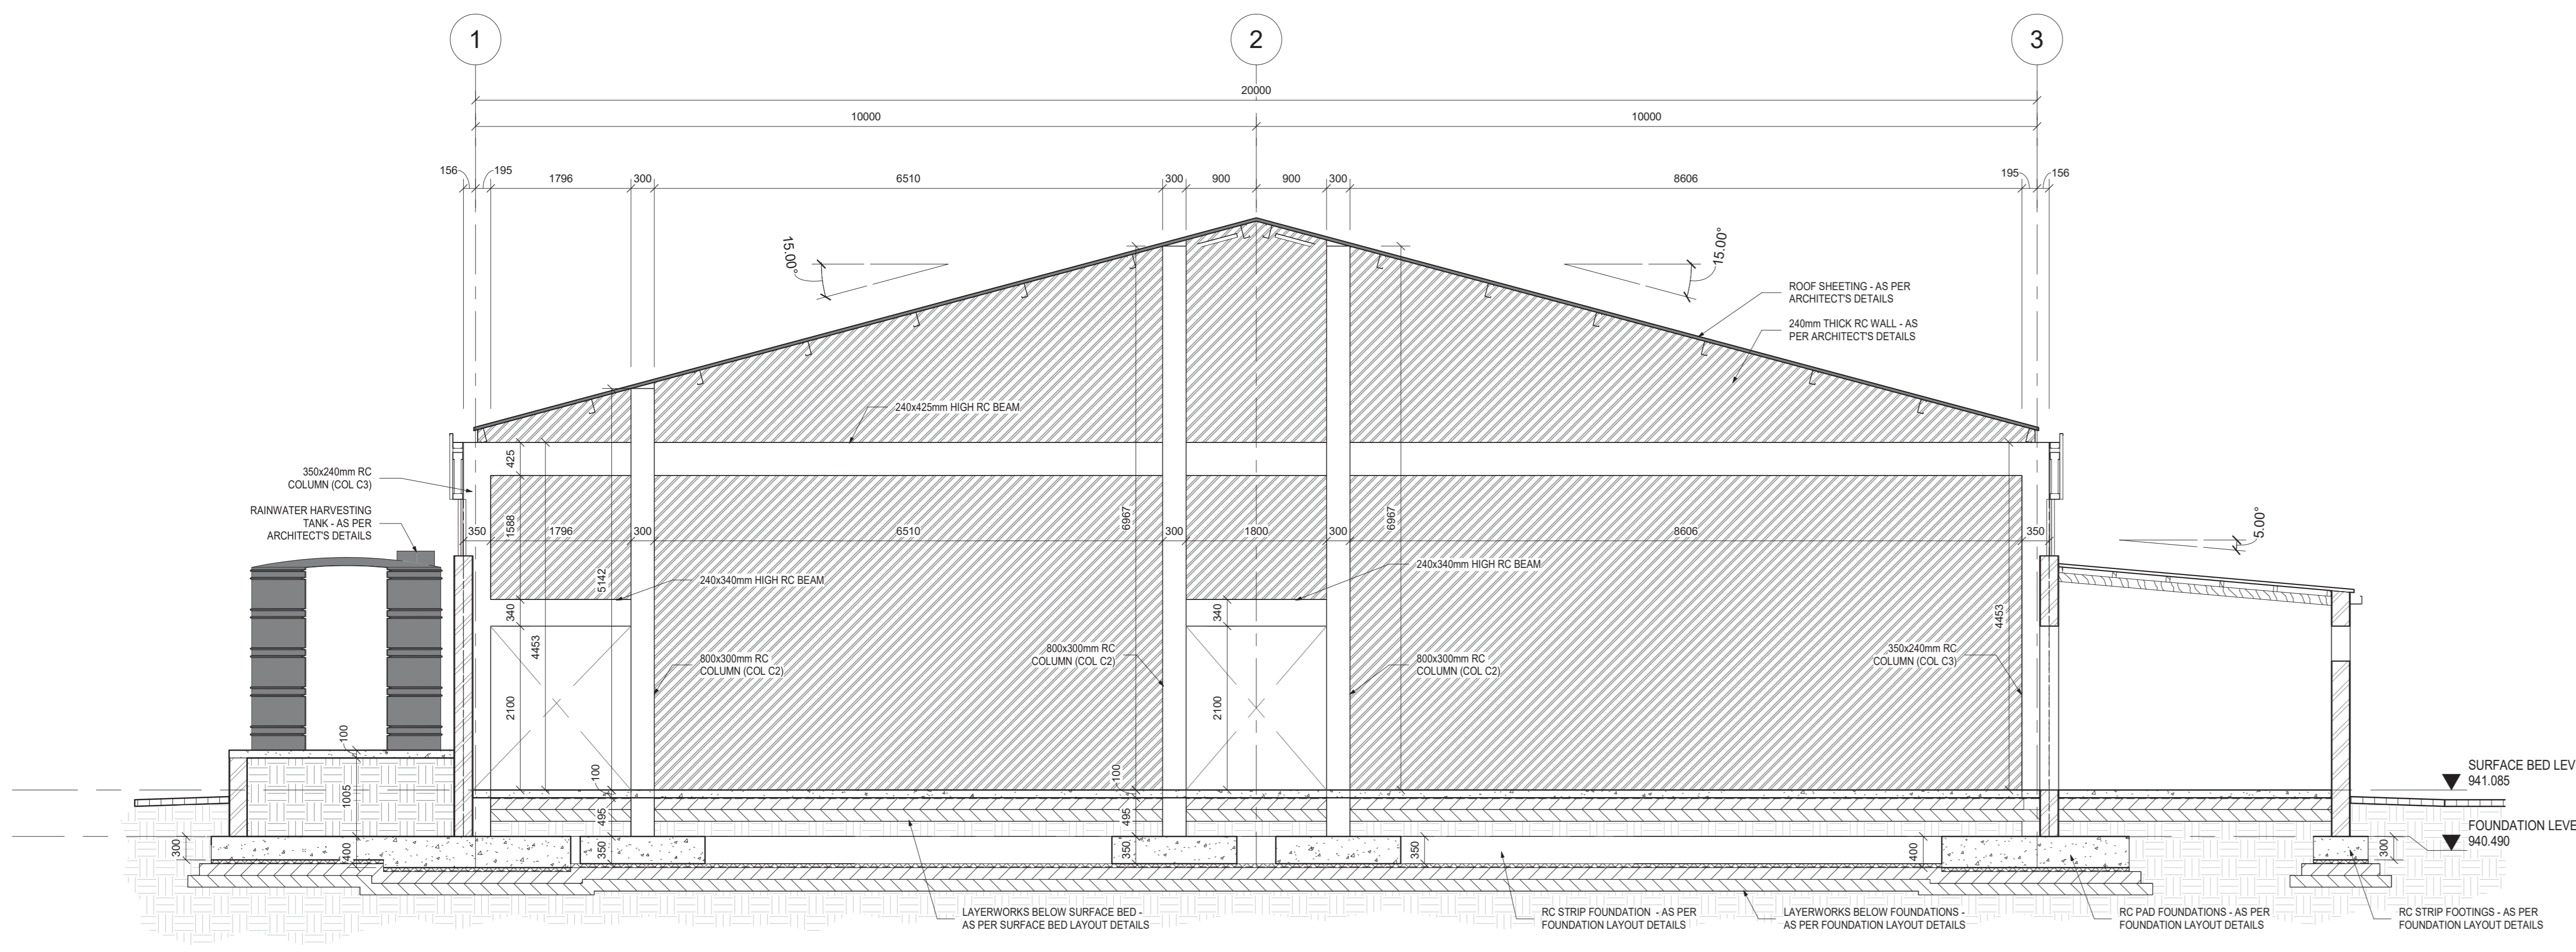 1
2
3
20000
10000
10000
156
195
1796
300
6510
300
900
900
300
8606
195
156
15.00°
15.00°
ROOF SHEETING - AS PER
ARCHITECT'S DETAILS
240mm THICK RC WALL - AS
PER ARCHITECT'S DETAILS
240x425mm HIGH RC BEAM
425
350x240mm RC
COLUMN (COL C3)
RAINWATER HARVESTING
TANK - AS PER
ARCHITECT'S DETAILS
1588
6967
6967
350
1796
300
6510
300
1800
300
8606
350
5.00°
5142
240x340mm HIGH RC BEAM
240x340mm HIGH RC BEAM
340
340
4453
4453
800x300mm RC
COLUMN (COL C2)
800x300mm RC
COLUMN (COL C2)
800x300mm RC
COLUMN (COL C2)
350x240mm RC
COLUMN (COL C3)
2100
2100
100
100
100
1005
495
495
SURFACE BED LEV
941.085
FOUNDATION LEVE
940.490
300
400
350
350
350
400
300
LAYERWORKS BELOW SURFACE BED -
AS PER SURFACE BED LAYOUT DETAILS
RC STRIP FOUNDATION - AS PER
FOUNDATION LAYOUT DETAILS
LAYERWORKS BELOW FOUNDATIONS -
AS PER FOUNDATION LAYOUT DETAILS
RC PAD FOUNDATIONS - AS PER
FOUNDATION LAYOUT DETAILS
RC STRIP FOOTINGS - AS PER
FOUNDATION LAYOUT DETAILS